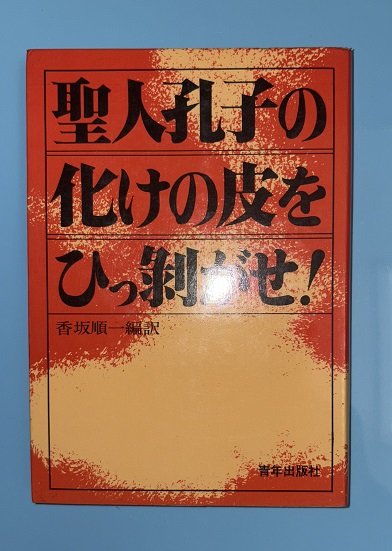 聖人孔子の
化けの皮を
ひっ剝がせ!
香坂順一編訳
青年出版社